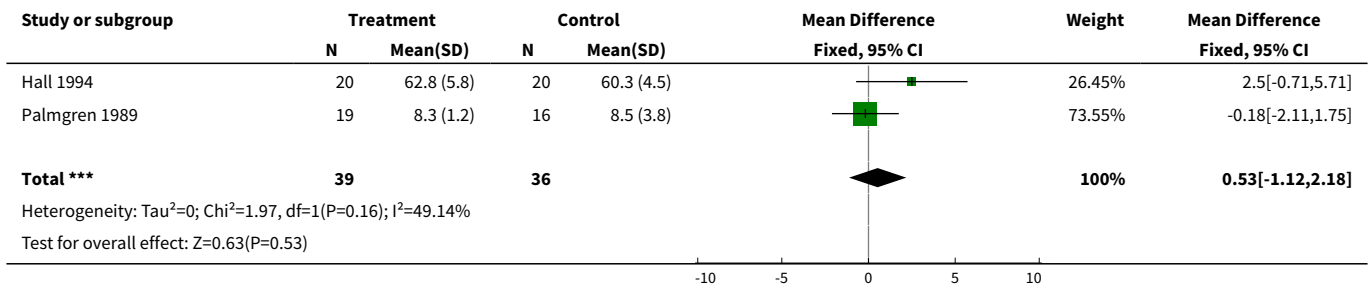 Study or subgroup Treatment Control Mean Difference Weight Mean Difference
N Mean(SD) N Mean(SD) Fixed, 95% CI Fixed, 95% CI
Hall 1994 20 62.8 (5.8) 20 60.3 (4.5) 26.45% 2.5[-0.71,5.71]
Palmgren 1989 19 8.3 (1.2) 16 8.5 (3.8) 73.55% -0.18[-2.11,1.75]
Total *** 39 36 100% 0.53[-1.12,2.18]
Heterogeneity: Tau²=0; Chi²=1.97, df=1(P=0.16); I²=49.14%
Test for overall effect: Z=0.63(P=0.53)
-10 -5 0 5 10